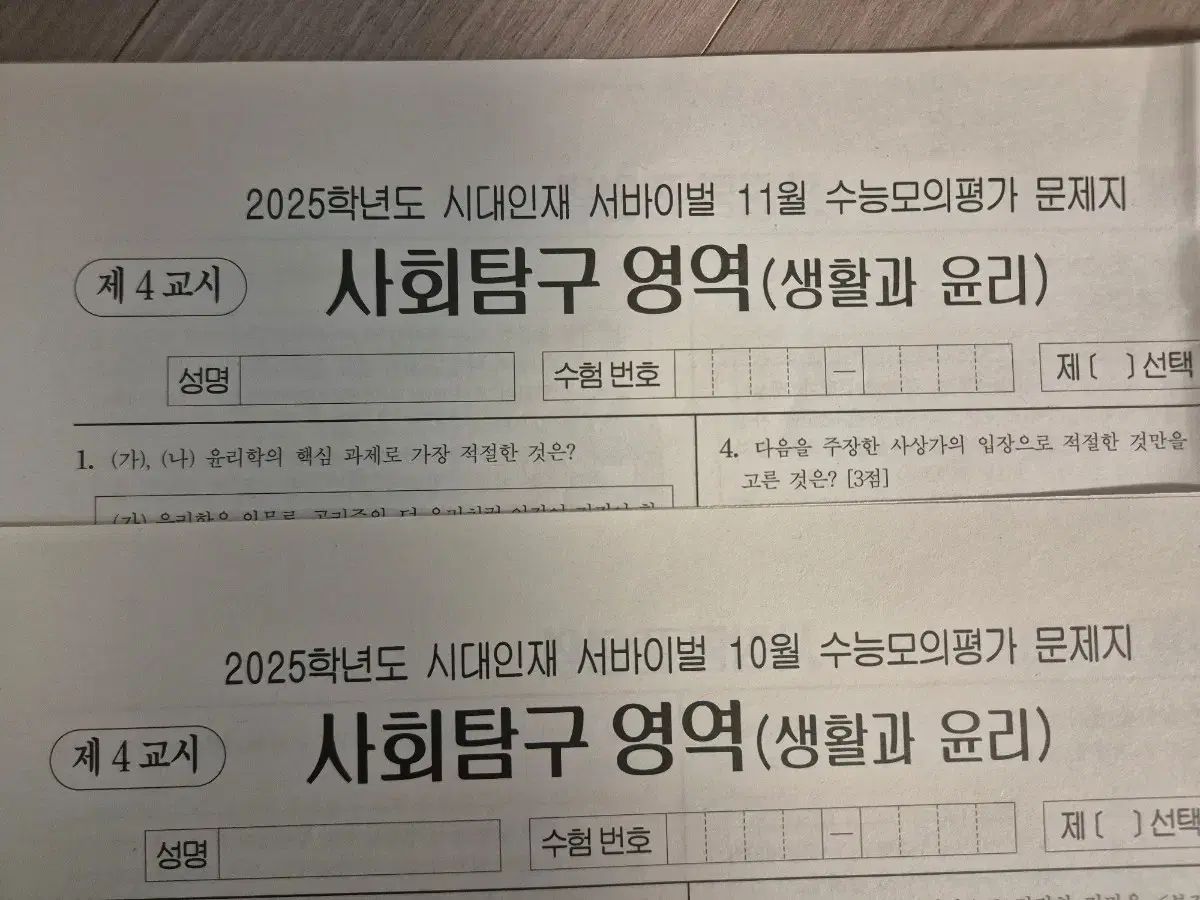 2025학년도 시대인재 서바이벌 11월 수능모의평가 문제지
제 4 교시
사회탐구 영역(생활과 윤리)
성명
수험 번호
—
제 ( ) 선택
1. (가), (나) 윤리학의 핵심 과제로 가장 적절한 것은?
4. 다음을 주장한 사상가의 입장으로 적절한 것만을
고른 것은? [3점]
2025학년도 시대인재 서바이벌 10월 수능모의평가 문제지
제 4 교시
사회탐구 영역(생활과 윤리)
성명
수험 번호
—
제 ( ) 선택